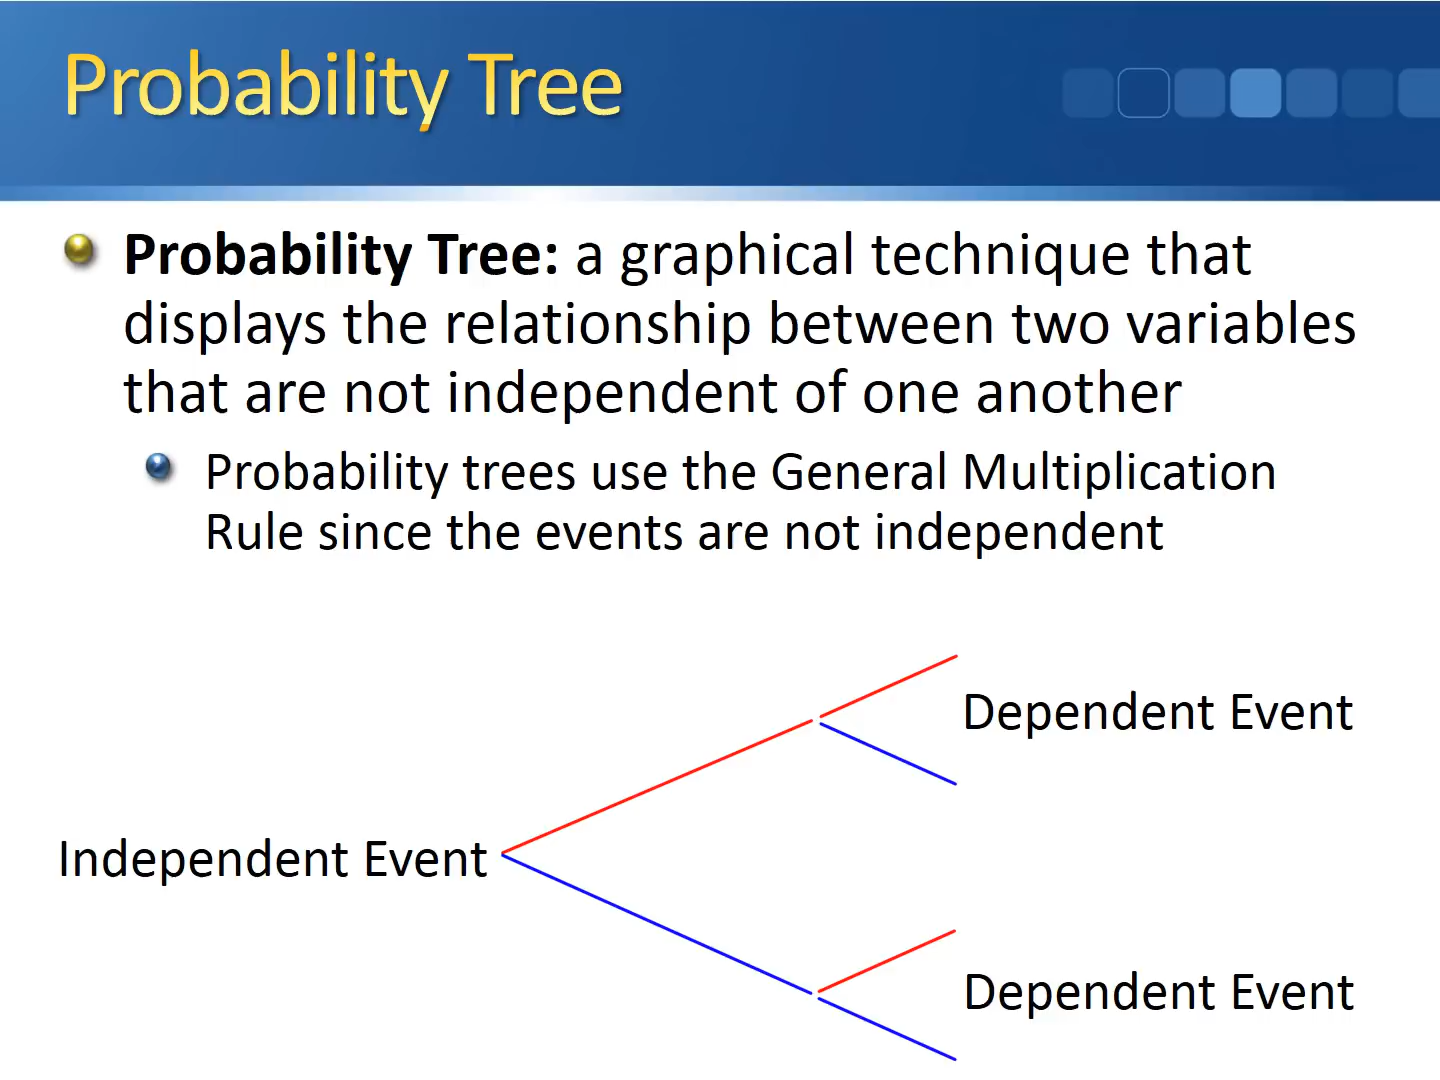 Probability Tree
Probability Tree: a graphical technique that
displays the relationship between two variables
that are not independent of one another
Probability trees use the General Multiplication
Rule since the events are not independent
Dependent Event
Independent Event
Dependent Event